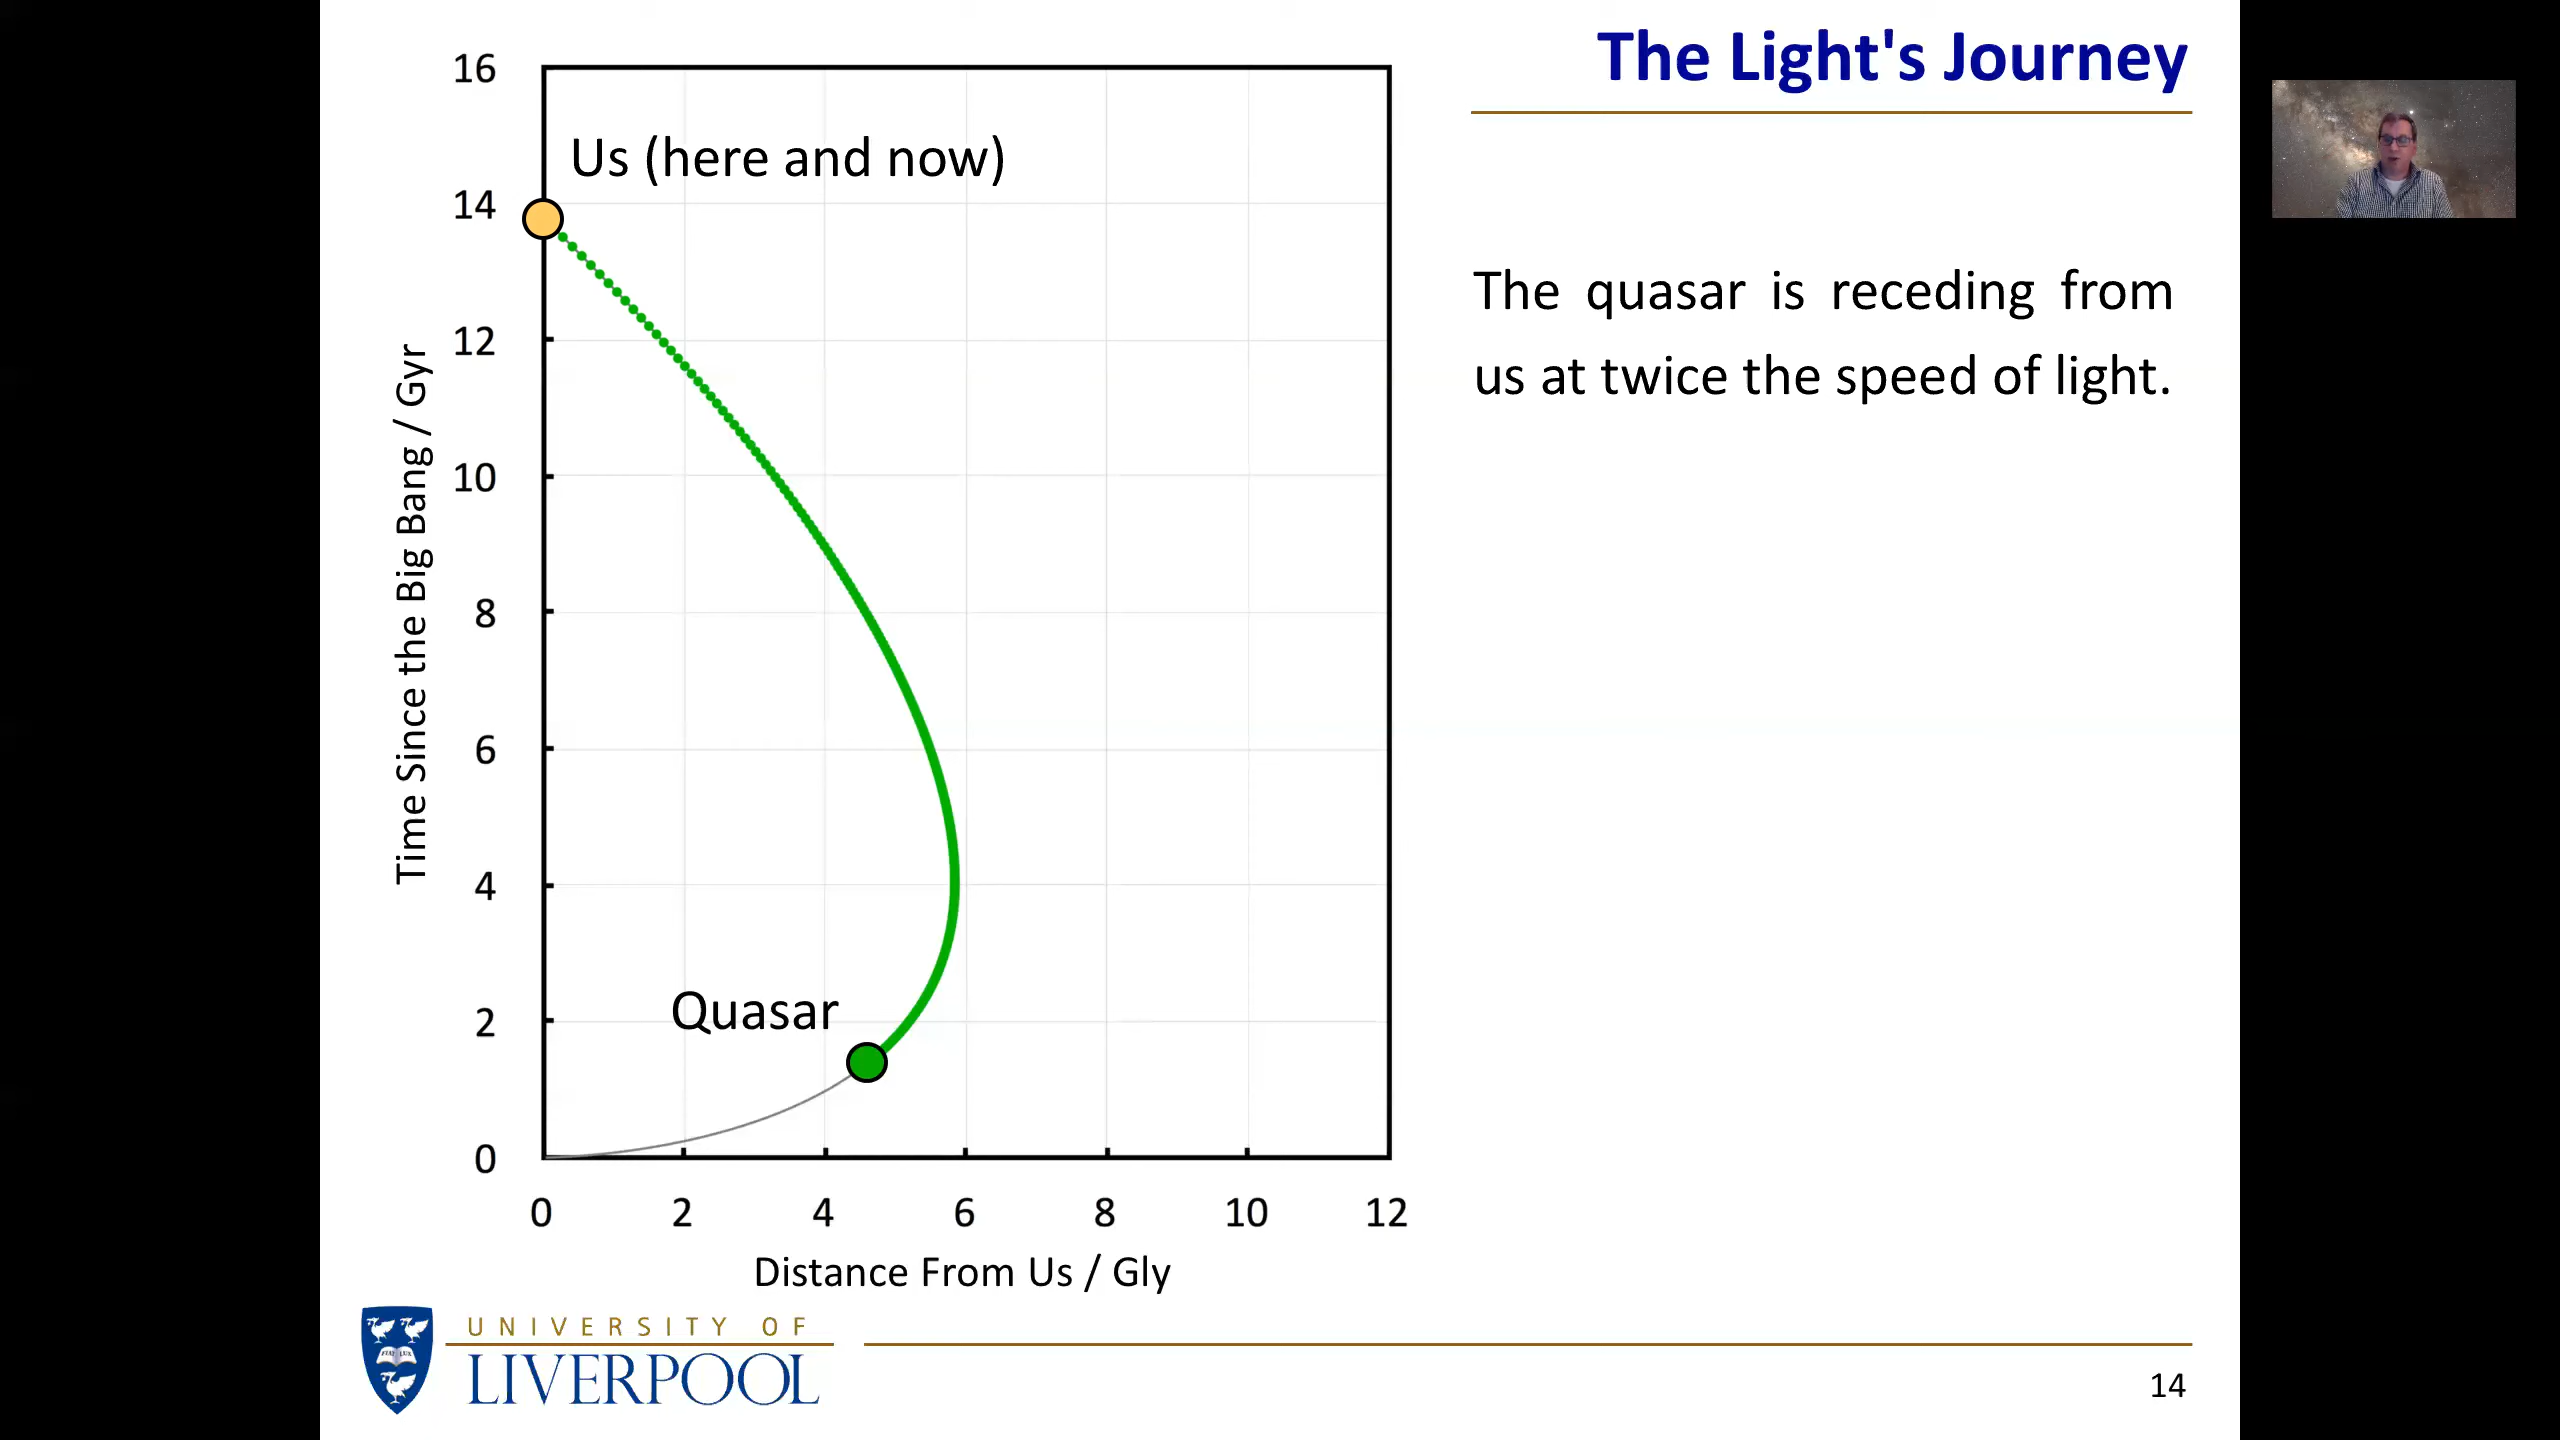 The Light's Journey
16
14
12
10
8
6
4
2
0
Time Since the Big Bang / Gyr
Us (here and now)
Quasar
0 2 4 6 8 10 12
Distance From Us / Gly
The quasar is receding from
us at twice the speed of light.
FIAT LUX
UNIVERSITY OF
LIVERPOOL
14